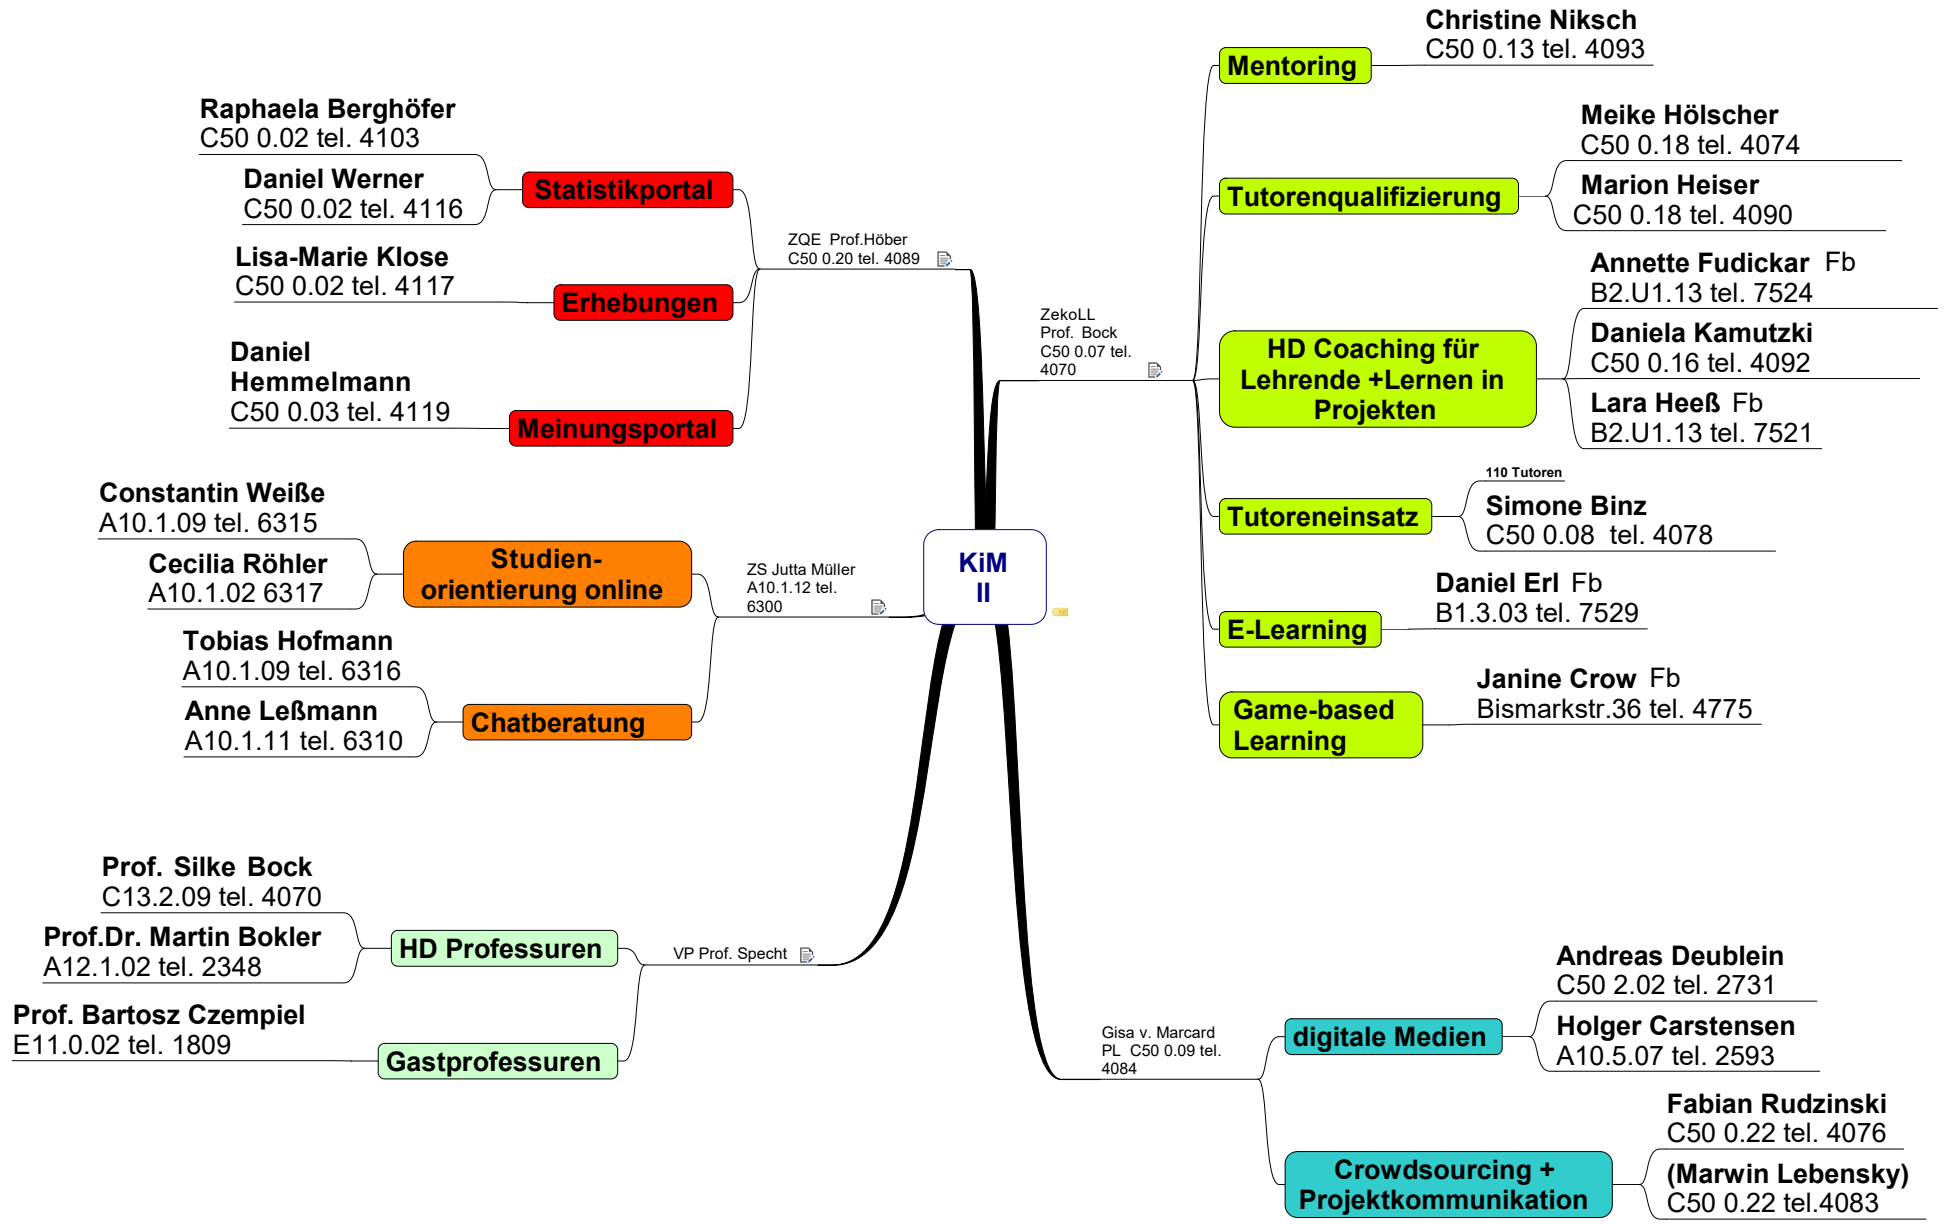 Christine Niksch
C50 0.13 tel. 4093
Mentoring
Meike Hölscher
C50 0.18 tel. 4074
Marion Heiser
C50 0.18 tel. 4090
Tutorenqualifizierung
Annette Fudickar Fb
B2.U1.13 tel. 7524
Daniela Kamutzki
C50 0.16 tel. 4092
Lara Heeß Fb
B2.U1.13 tel. 7521
HD Coaching für
Lehrende +Lernen in
Projekten
110 Tutoren
Simone Binz
C50 0.08 tel. 4078
Tutoreneinsatz
Daniel Erl Fb
B1.3.03 tel. 7529
E-Learning
Janine Crow Fb
Bismarkstr.36 tel. 4775
Game-based
Learning
ZekoLL
Prof. Bock
C50 0.07 tel.
4070
Raphaela Berghöfer
C50 0.02 tel. 4103
Daniel Werner
C50 0.02 tel. 4116
Statistikportal
Lisa-Marie Klose
C50 0.02 tel. 4117
Erhebungen
Daniel
Hemmelmann
C50 0.03 tel. 4119
Meinungsportal
ZQE Prof.Höber
C50 0.20 tel. 4089
KiM
II
Constantin Weiße
A10.1.09 tel. 6315
Cecilia Röhler
A10.1.02 6317
Studien-
orientierung online
Tobias Hofmann
A10.1.09 tel. 6316
Anne Leßmann
A10.1.11 tel. 6310
Chatberatung
ZS Jutta Müller
A10.1.12 tel.
6300
Prof. Silke Bock
C13.2.09 tel. 4070
Prof.Dr. Martin Bokler
A12.1.02 tel. 2348
HD Professuren
Prof. Bartosz Czempiel
E11.0.02 tel. 1809
Gastprofessuren
VP Prof. Specht
Gisa v. Marcard
PL C50 0.09 tel.
4084
Andreas Deublein
C50 2.02 tel. 2731
Holger Carstensen
A10.5.07 tel. 2593
digitale Medien
Fabian Rudzinski
C50 0.22 tel. 4076
(Marwin Lebensky)
C50 0.22 tel.4083
Crowdsourcing +
Projektkommunikation